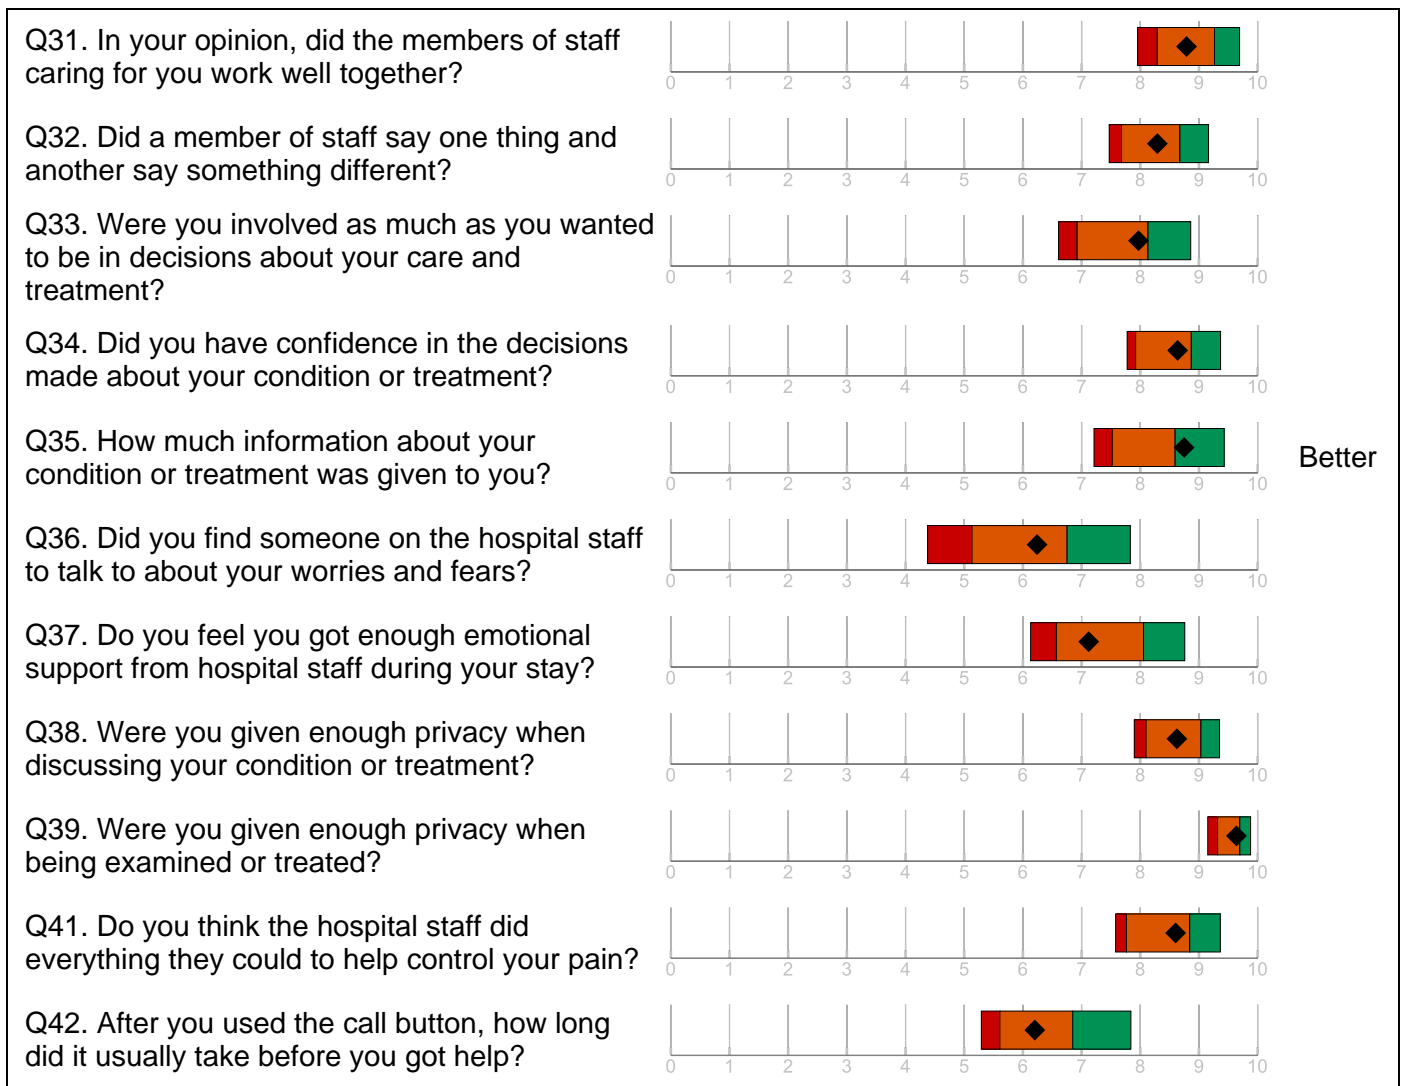 Q31. In your opinion, did the members of staff
caring for you work well together?
0 1 2 3 4 5 6 7 8 9 10
Q32. Did a member of staff say one thing and
another say something different?
0 1 2 3 4 5 6 7 8 9 10
Q33. Were you involved as much as you wanted
to be in decisions about your care and
treatment?
0 1 2 3 4 5 6 7 8 9 10
Q34. Did you have confidence in the decisions
made about your condition or treatment?
0 1 2 3 4 5 6 7 8 9 10
Q35. How much information about your
condition or treatment was given to you?
Better
0 1 2 3 4 5 6 7 8 9 10
Q36. Did you find someone on the hospital staff
to talk to about your worries and fears?
0 1 2 3 4 5 6 7 8 9 10
Q37. Do you feel you got enough emotional
support from hospital staff during your stay?
0 1 2 3 4 5 6 7 8 9 10
Q38. Were you given enough privacy when
discussing your condition or treatment?
0 1 2 3 4 5 6 7 8 9 10
Q39. Were you given enough privacy when
being examined or treated?
0 1 2 3 4 5 6 7 8 9 10
Q41. Do you think the hospital staff did
everything they could to help control your pain?
0 1 2 3 4 5 6 7 8 9 10
Q42. After you used the call button, how long
did it usually take before you got help?
0 1 2 3 4 5 6 7 8 9 10